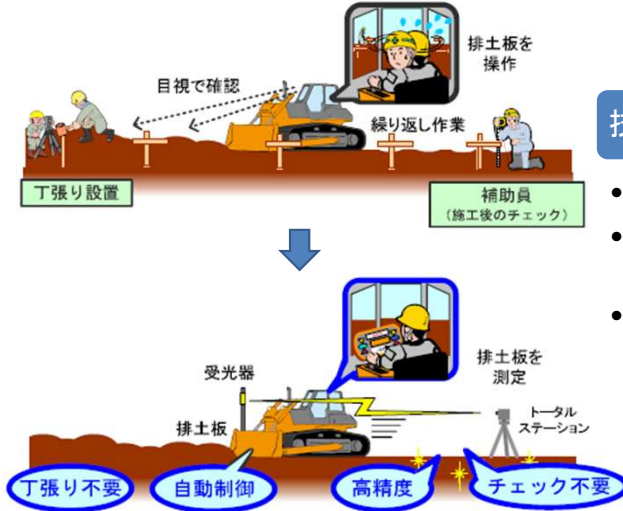 排土板を
操作
目視で確認
繰り返し作業
丁張り設置
補助員
(施工後のチェック)
排土板を
測定
受光器
排土板
トータル
ステーション
丁張り不要
自動制御
高精度
チェック不要